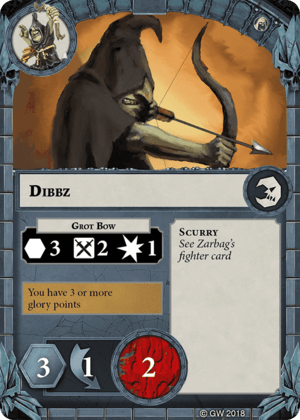 Dibbz
Grot Bow
3 2 1
Scurry
See Zarbag's
fighter card
You have 3 or more
glory points
3 1 2
© GW 2018